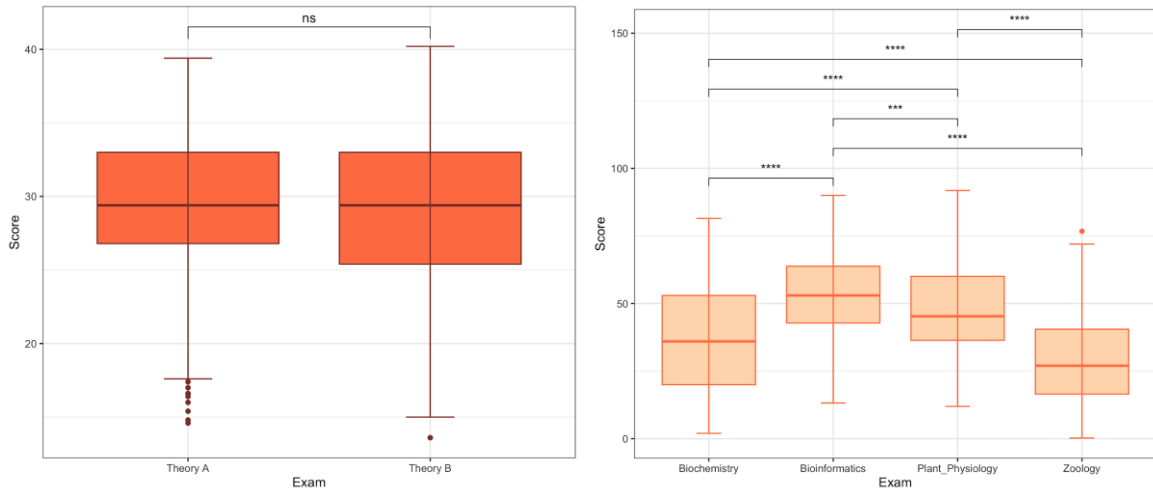 ns
40
30
20
Score
Theory A
Theory B
Exam
150
100
50
0
Score
****
****
****
***
****
****
Biochemistry
Bioinformatics
Plant_Physiology
Zoology
Exam